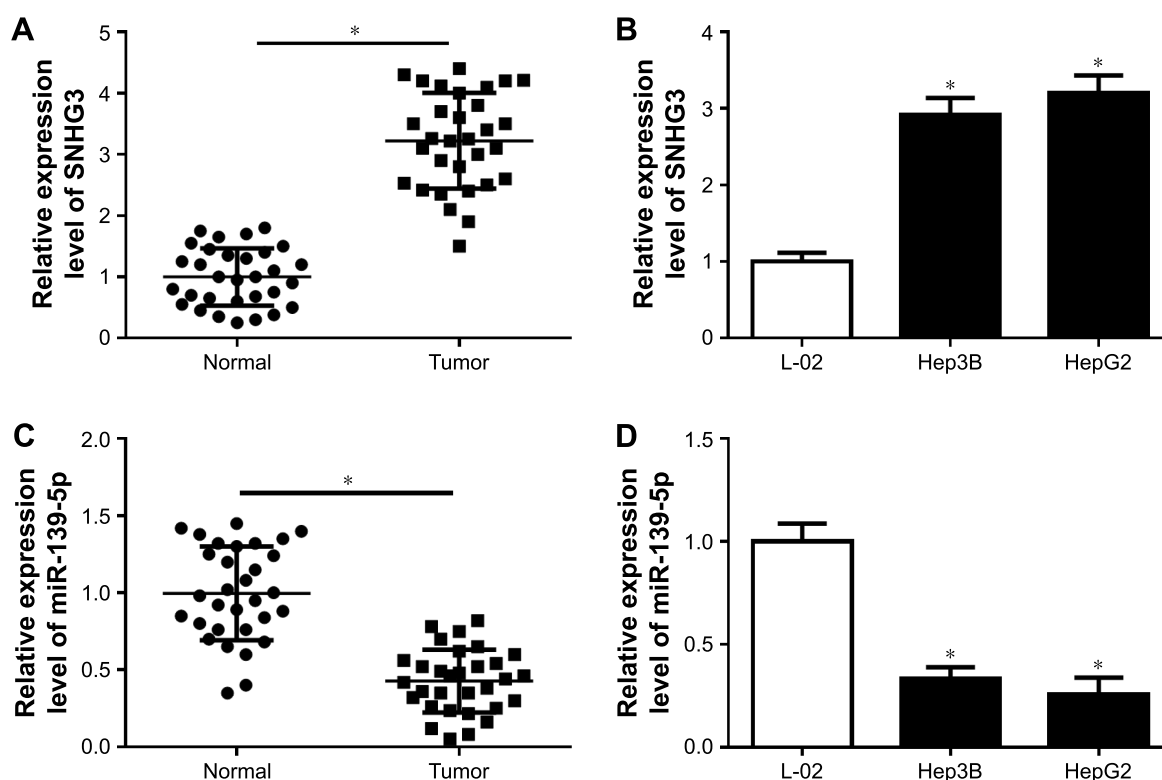 A
Relative expression
level of SNHG3
5
4
3
2
1
0
*
Normal
Tumor
B
Relative expression
level of SNHG3
4
3
2
1
0
*
*
L-02
Hep3B
HepG2
C
Relative expression
level of miR-139-5p
2.0
1.5
1.0
0.5
0.0
*
Normal
Tumor
D
Relative expression
level of miR-139-5p
1.5
1.0
0.5
0.0
*
*
L-02
Hep3B
HepG2